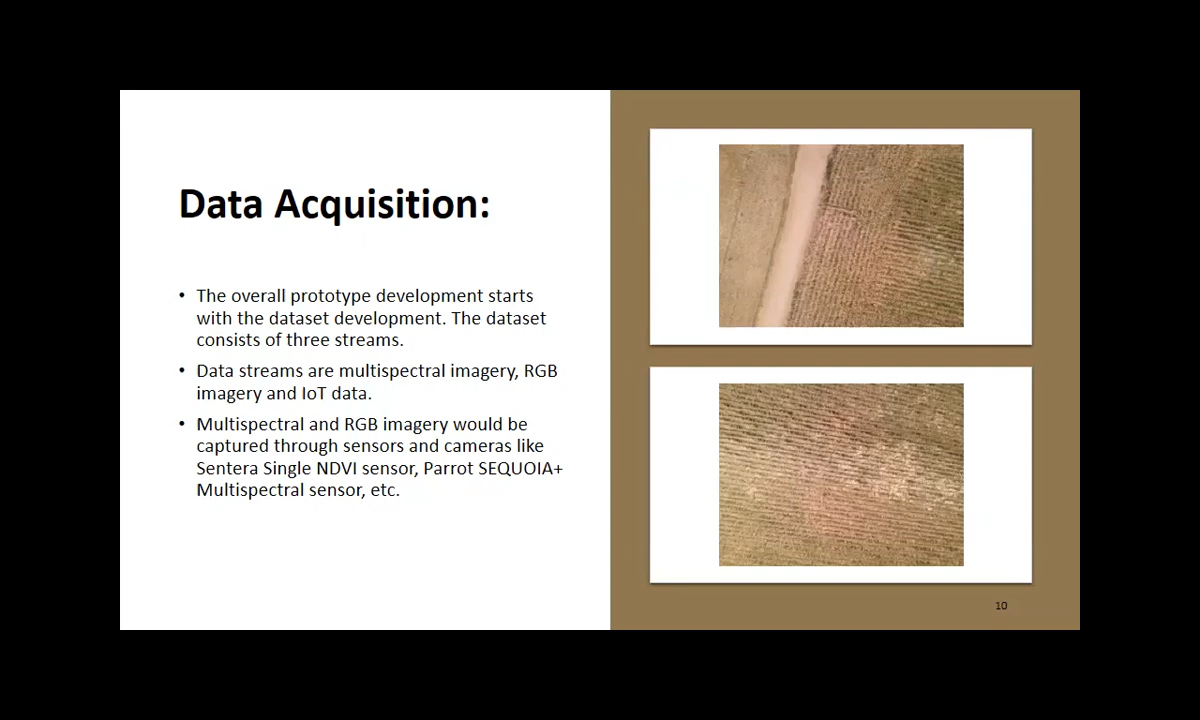 Data Acquisition:
• The overall prototype development starts
with the dataset development. The dataset
consists of three streams.
• Data streams are multispectral imagery, RGB
imagery and IoT data.
• Multispectral and RGB imagery would be
captured through sensors and cameras like
Sentera Single NDVI sensor, Parrot SEQUOIA+
Multispectral sensor, etc.
10